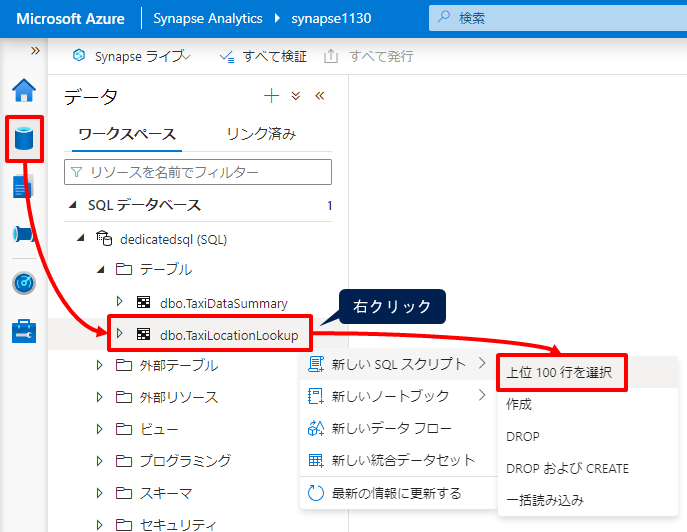 Microsoft Azure
Synapse Analytics
synapse1130
検索
Synapse ライブ
すべて検証
すべて発行
データ
ワークスペース
リンク済み
リソースを名前でフィルター
SQL データベース 1
dedicatedsql (SQL)
テーブル
dbo.TaxiDataSummary
右クリック
dbo.TaxiLocationLookup
外部テーブル
外部リソース
ビュー
プログラミング
スキーマ
セキュリティ
新しい SQL スクリプト
新しいノートブック
新しいデータ フロー
新しい統合データセット
最新の情報に更新する
上位 100 行を選択
作成
DROP
DROP および CREATE
一括読み込み